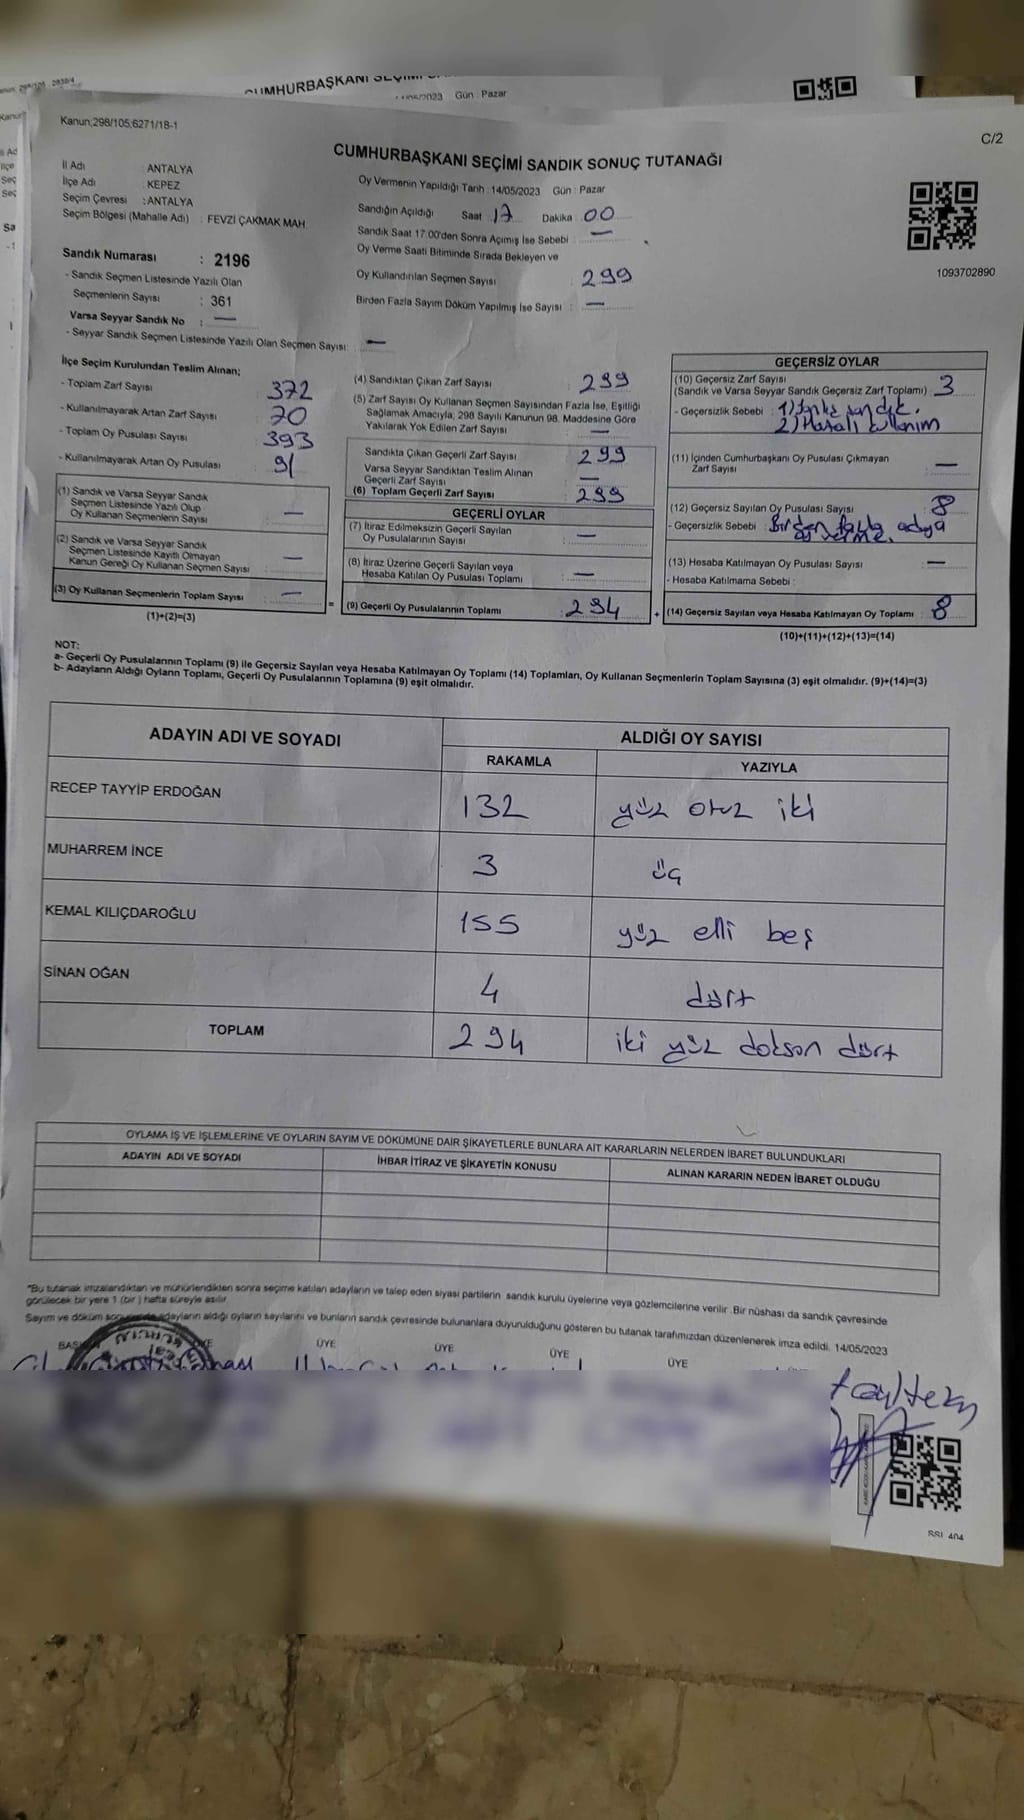 CUMHURBAŞKANI
Gün : Pazar
Kanun;298/105;6271/18-1
C/2
CUMHURBAŞKANI SEÇİMİ SANDIK SONUÇ TUTANAĞI
İl Adı : ANTALYA
İlçe Adı : KEPEZ
Seçim Çevresi : ANTALYA
Seçim Bölgesi (Mahalle Adı) : FEVZİ ÇAKMAK MAH.
Oy Vermenin Yapıldığı Tarih : 14/05/2023 Gün : Pazar
Sandığın Açıldığı Saat : 17 Dakika : 00
Sandık Saat 17:00'den Sonra Açımış İse Sebebi : —
Oy Verme Saati Bitiminde Sırada Bekleyen ve
Oy Kullandırılan Seçmen Sayısı : 299
Birden Fazla Sayım Döküm Yapılmış İse Sayısı : —
1093702890
Sandık Numarası : 2196
- Sandık Seçmen Listesinde Yazılı Olan
Seçmenlerin Sayısı : 361
Varsa Seyyar Sandık No : —
- Seyyar Sandık Seçmen Listesinde Yazılı Olan Seçmen Sayısı: —
İlçe Seçim Kurulundan Teslim Alınan;
- Toplam Zarf Sayısı 372
- Kullanılmayarak Artan Zarf Sayısı 70
- Toplam Oy Pusulası Sayısı 393
- Kullanılmayarak Artan Oy Pusulası 91
(1) Sandık ve Varsa Seyyar Sandık
Seçmen Listesinde Yazılı Olup
Oy Kullanan Seçmenlerin Sayısı —
(2) Sandık ve Varsa Seyyar Sandık
Seçmen Listesinde Kayıtlı Olmayan
Kanun Gereği Oy Kullanan Seçmen Sayısı —
(3) Oy Kullanan Seçmenlerin Toplam Sayısı —
(1)+(2)=(3)
(4) Sandıktan Çıkan Zarf Sayısı : 299
(5) Zarf Sayısı Oy Kullanan Seçmen Sayısından Fazla İse, Eşitliği
Sağlamak Amacıyla, 298 Sayılı Kanunun 98. Maddesine Göre
Yakılarak Yok Edilen Zarf Sayısı : —
Sandıkta Çıkan Geçerli Zarf Sayısı : 299
Varsa Seyyar Sandıktan Teslim Alınan
Geçerli Zarf Sayısı : —
(6) Toplam Geçerli Zarf Sayısı : 299
GEÇERLİ OYLAR
(7) İtiraz Edilmeksizin Geçerli Sayılan
Oy Pusulalarının Sayısı : —
(8) İtiraz Üzerine Geçerli Sayılan veya
Hesaba Katılan Oy Pusulası Toplamı : —
(9) Geçerli Oy Pusulalarının Toplamı : 294
GEÇERSİZ OYLAR
(10) Geçersiz Zarf Sayısı
(Sandık ve Varsa Seyyar Sandık Geçersiz Zarf Toplamı) : 3
- Geçersizlik Sebebi : 1) farklı sandık.
2) Hatalı kullanım
(11) İçinden Cumhurbaşkanı Oy Pusulası Çıkmayan
Zarf Sayısı : —
(12) Geçersiz Sayılan Oy Pusulası Sayısı : 8
- Geçersizlik Sebebi : Birden fazla adaya
oy verme.
(13) Hesaba Katılmayan Oy Pusulası Sayısı : —
- Hesaba Katılmama Sebebi :
(14) Geçersiz Sayılan veya Hesaba Katılmayan Oy Toplamı : 8
(10)+(11)+(12)+(13)=(14)
NOT:
a- Geçerli Oy Pusulalarının Toplamı (9) ile Geçersiz Sayılan veya Hesaba Katılmayan Oy Toplamı (14) Toplamları, Oy Kullanan Seçmenlerin Toplam Sayısına (3) eşit olmalıdır. (9)+(14)=(3)
b- Adayların Aldığı Oyların Toplamı, Geçerli Oy Pusulalarının Toplamına (9) eşit olmalıdır.
ADAYIN ADI VE SOYADI ALDIĞI OY SAYISI
RAKAMLA YAZIYLA
RECEP TAYYİP ERDOĞAN 132 yüz otuz iki
MUHARREM İNCE 3 üç
KEMAL KILIÇDAROĞLU 155 yüz elli beş
SİNAN OĞAN 4 dört
TOPLAM 294 iki yüz doksan dört
OYLAMA İŞ VE İŞLEMLERİNE VE OYLARIN SAYIM VE DÖKÜMÜNE DAİR ŞİKAYETLERLE BUNLARA AİT KARARLARIN NELERDEN İBARET BULUNDUKLARI
ADAYIN ADI VE SOYADI İHBAR İTİRAZ VE ŞİKAYETİN KONUSU ALINAN KARARIN NEDEN İBARET OLDUĞU
*Bu tutanak imzalandıktan ve mühürlendikten sonra seçime katılan adayların ve talep eden siyasi partilerin sandık kurulu üyelerine veya gözlemcilerine verilir .Bir nüshası da sandık çevresinde
görülecek bir yere 1 (bir ) hafta süreyle asılır.
Sayım ve döküm adayların aldığı oyların sayılarını ve bunların sandık çevresinde bulunanlara duyurulduğunu gösteren bu tutanak tarafımızdan düzenlenerek imza edildi. 14/05/2023
ÜYE ÜYE ÜYE ÜYE